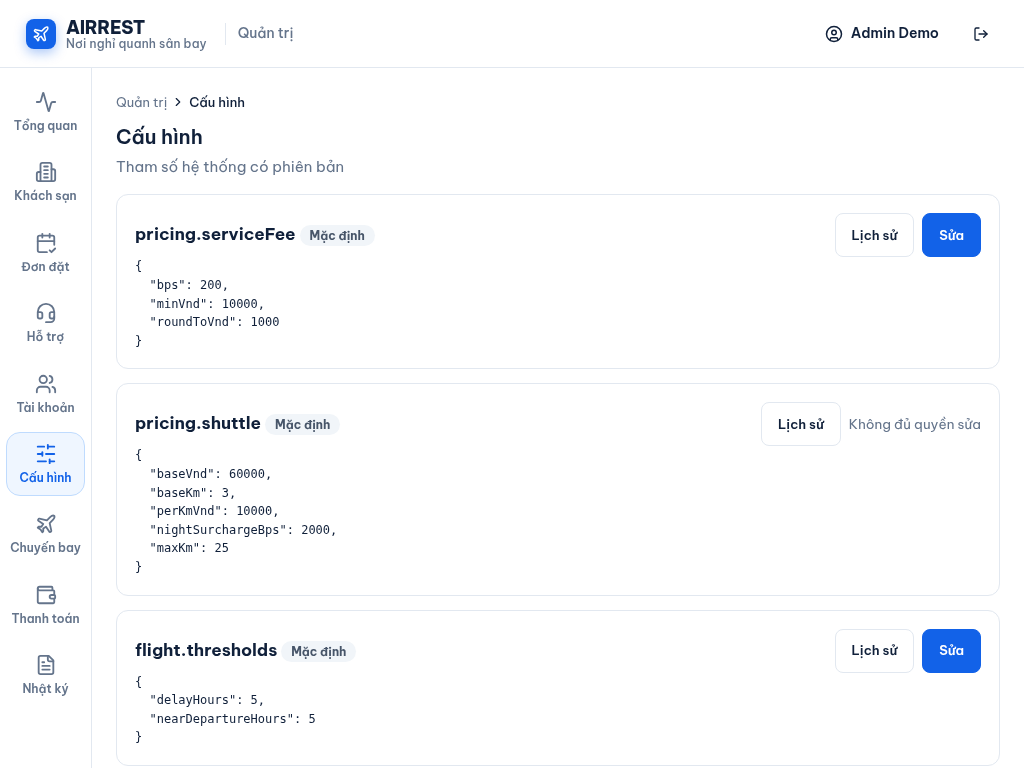 AIRREST
Nơi nghỉ quanh sân bay
Quản trị
Admin Demo
Tổng quan
Khách sạn
Đơn đặt
Hỗ trợ
Tài khoản
Cấu hình
Chuyến bay
Thanh toán
Nhật ký
Quản trị > Cấu hình
Cấu hình
Tham số hệ thống có phiên bản
pricing.serviceFee Mặc định
Lịch sử Sửa
{
  "bps": 200,
  "minVnd": 10000,
  "roundToVnd": 1000
}
pricing.shuttle Mặc định
Lịch sử Không đủ quyền sửa
{
  "baseVnd": 60000,
  "baseKm": 3,
  "perKmVnd": 10000,
  "nightSurchargeBps": 2000,
  "maxKm": 25
}
flight.thresholds Mặc định
Lịch sử Sửa
{
  "delayHours": 5,
  "nearDepartureHours": 5
}